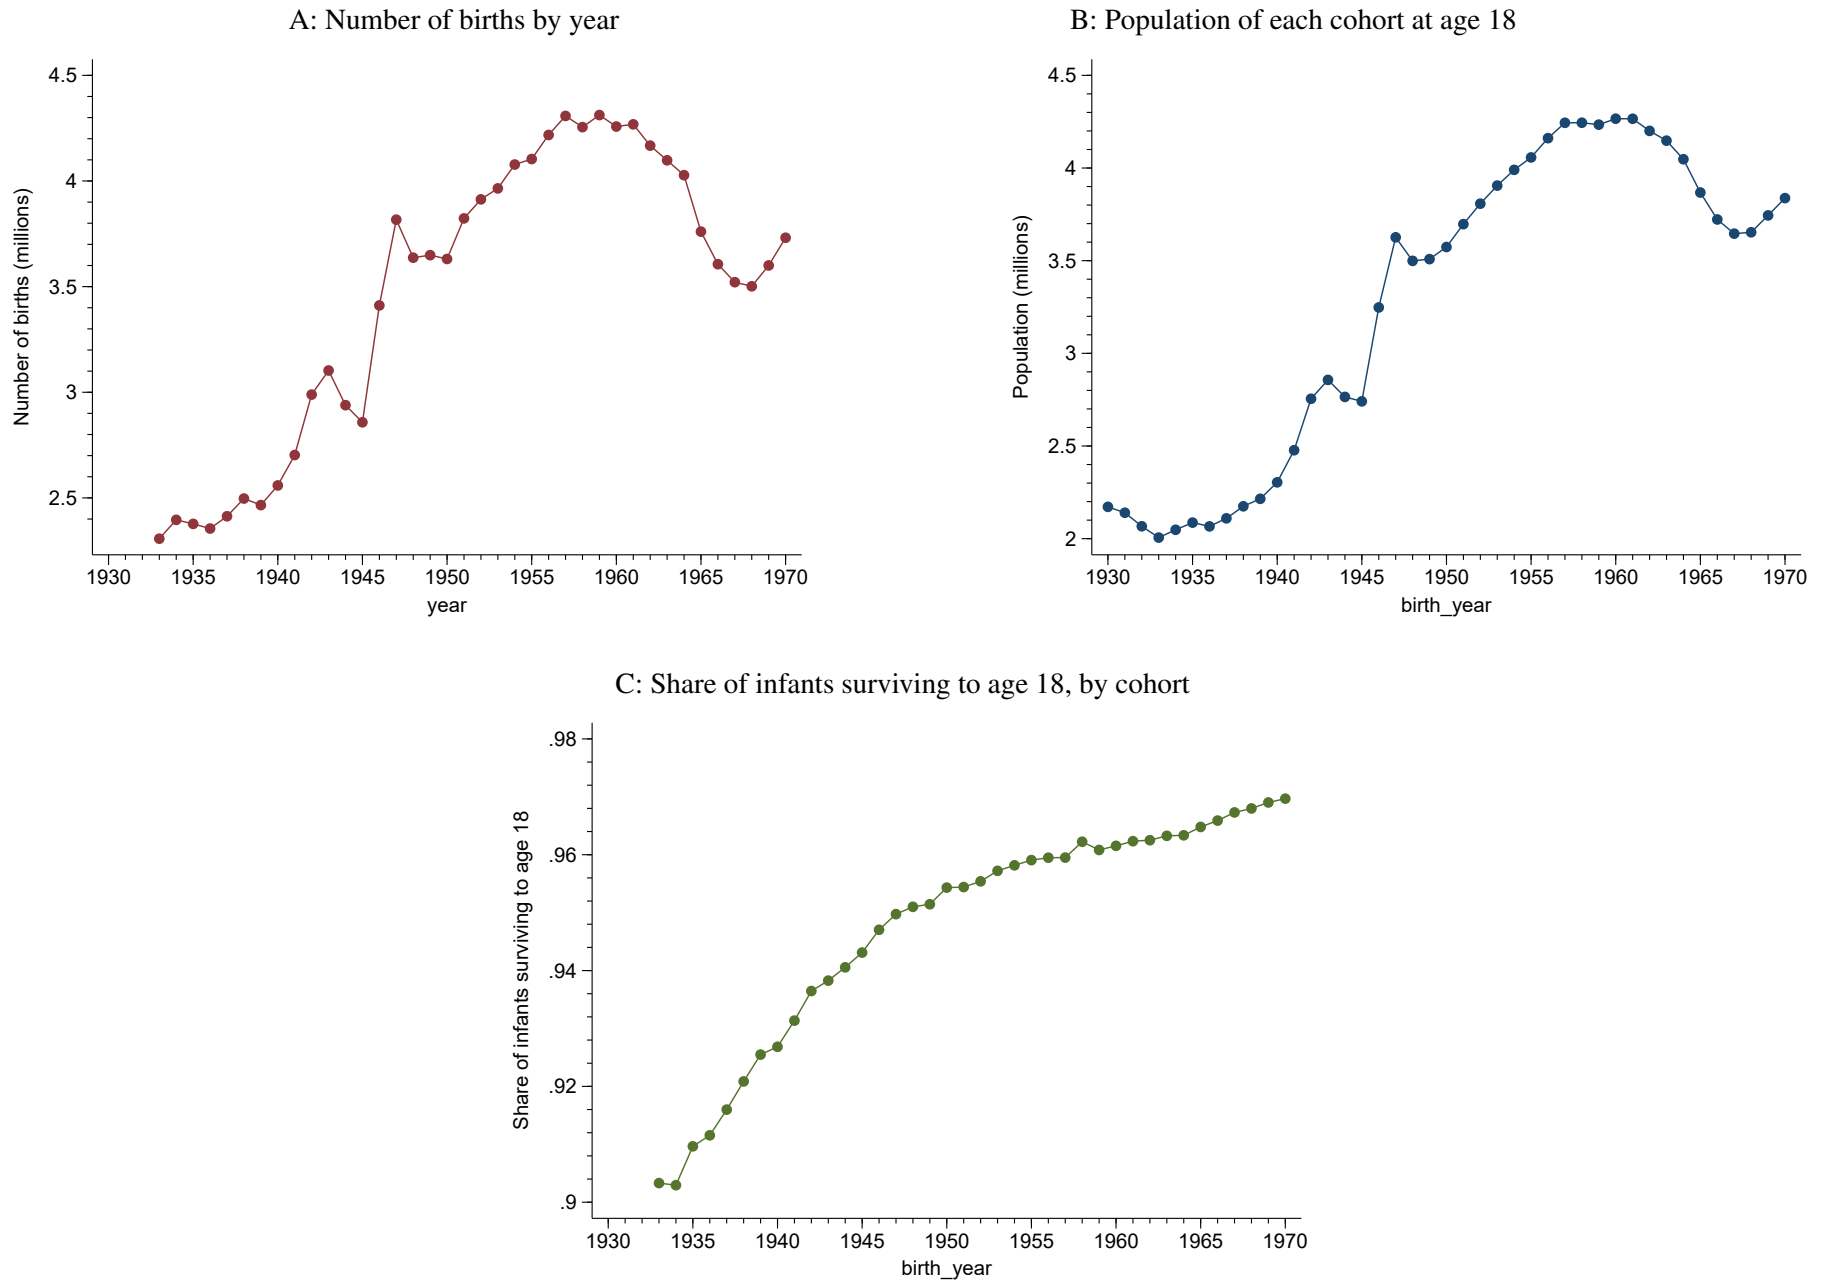 A: Number of births by year
4.5
4
3.5
3
2.5
Number of births (millions)
1930 1935 1940 1945 1950 1955 1960 1965 1970
year
B: Population of each cohort at age 18
4.5
4
3.5
3
2.5
2
Population (millions)
1930 1935 1940 1945 1950 1955 1960 1965 1970
birth_year
C: Share of infants surviving to age 18, by cohort
.98
.96
.94
.92
.9
Share of infants surviving to age 18
1930 1935 1940 1945 1950 1955 1960 1965 1970
birth_year